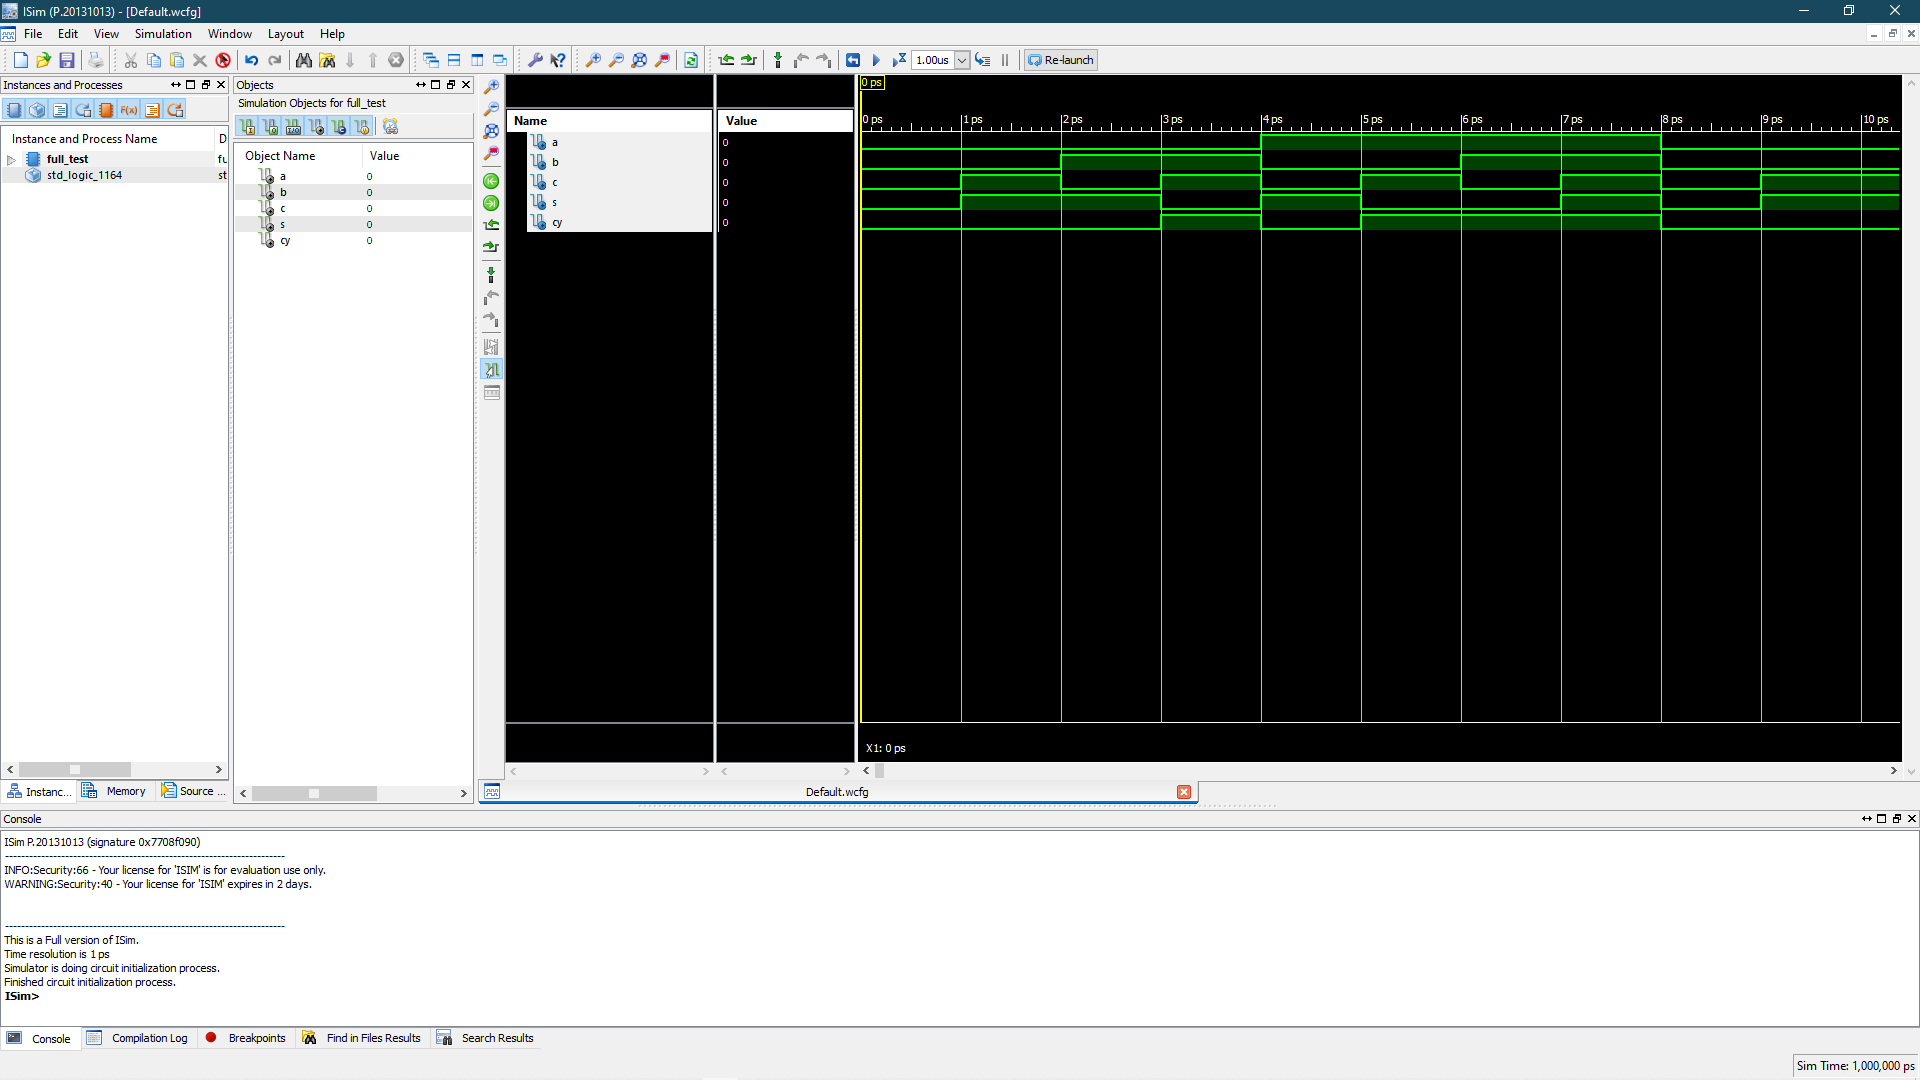 ISim (P.20131013) - [Default.wcfg]
File Edit View Simulation Window Layout Help
1.00us Re-launch
Instances and Processes
Instance and Process Name D
full_test fu
std_logic_1164 st
Instanc... Memory Source ...
Objects
Simulation Objects for full_test
Object Name Value
a 0
b 0
c 0
s 0
cy 0
Name Value
a 0
b 0
c 0
s 0
cy 0
0 ps
0 ps 1 ps 2 ps 3 ps 4 ps 5 ps 6 ps 7 ps 8 ps 9 ps 10 ps
X1: 0 ps
Default.wcfg
Console
ISim P.20131013 (signature 0x7708f090)
----------------------------------------------------------------------
INFO:Security:66 - Your license for 'ISIM' is for evaluation use only.
WARNING:Security:40 - Your license for 'ISIM' expires in 2 days.
----------------------------------------------------------------------
This is a Full version of ISim.
Time resolution is 1 ps
Simulator is doing circuit initialization process.
Finished circuit initialization process.
ISim>
Console Compilation Log Breakpoints Find in Files Results Search Results
Sim Time: 1,000,000 ps